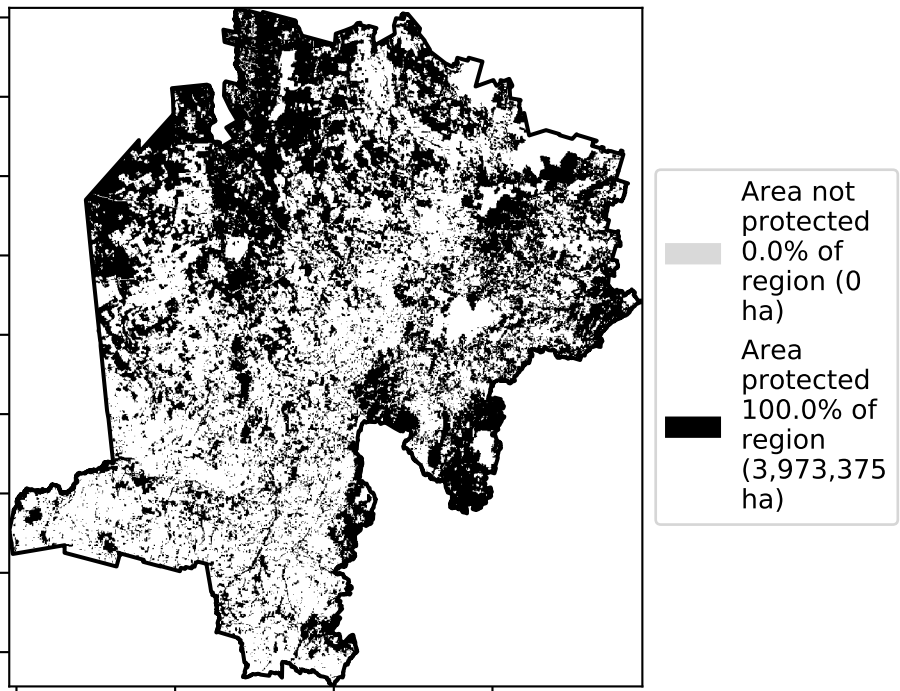 Area not
protected
0.0% of
region (0
ha)
Area
protected
100.0% of
region
(3,973,375
ha)